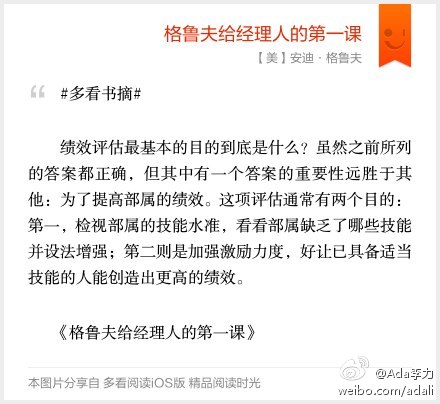 格鲁夫给经理人的第一课
【美】安迪·格鲁夫
“ #多看书摘#
绩效评估最基本的目的到底是什么？虽然之前所列
的答案都正确，但其中有一个答案的重要性远胜于其
他：为了提高部属的绩效。这项评估通常有两个目的：
第一，检视部属的技能水准，看看部属缺乏了哪些技能
并设法增强；第二则是加强激励力度，好让已具备适当
技能的人能创造出更高的绩效。
《格鲁夫给经理人的第一课》
@Ada李力
本图片分享自 多看阅读iOS版 精品阅读时光
weibo.com/adali